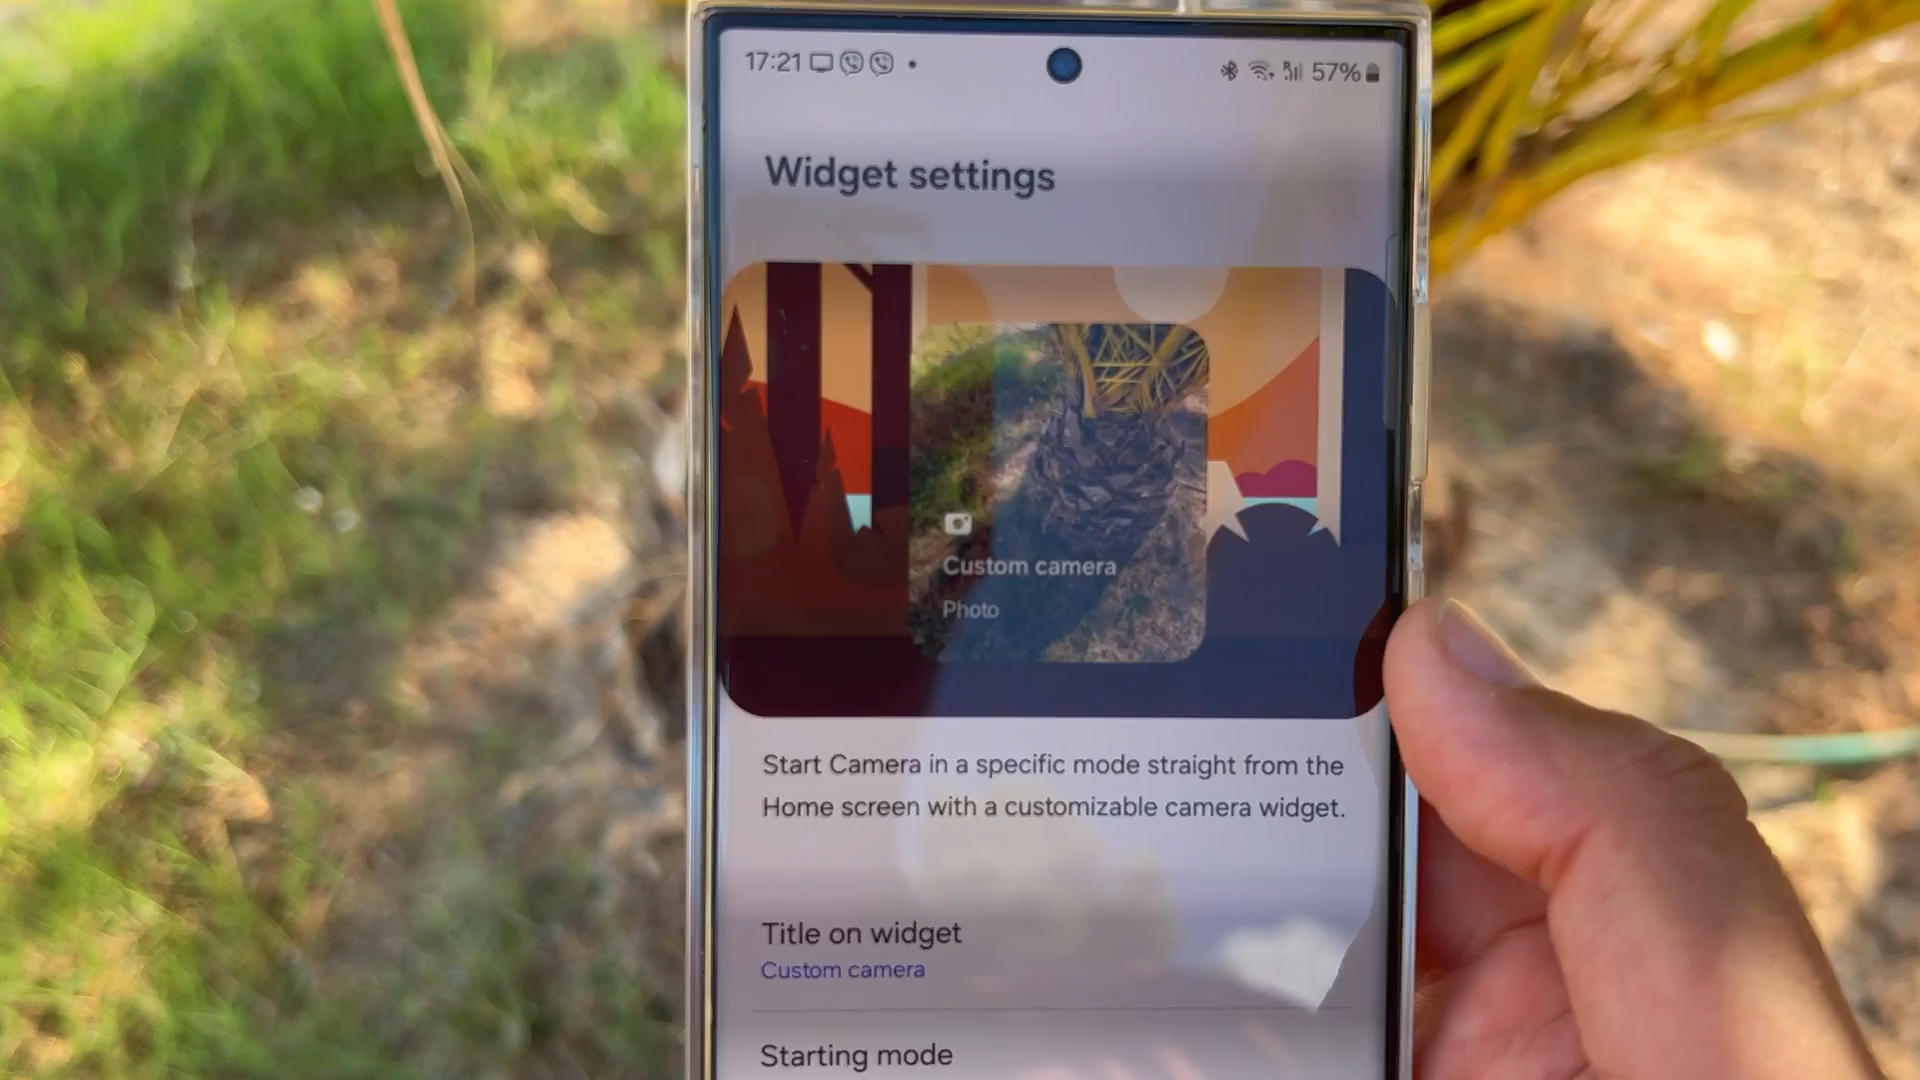 17:21
57%
Widget settings
Custom camera
Photo
Start Camera in a specific mode straight from the
Home screen with a customizable camera widget.
Title on widget
Custom camera
Starting mode